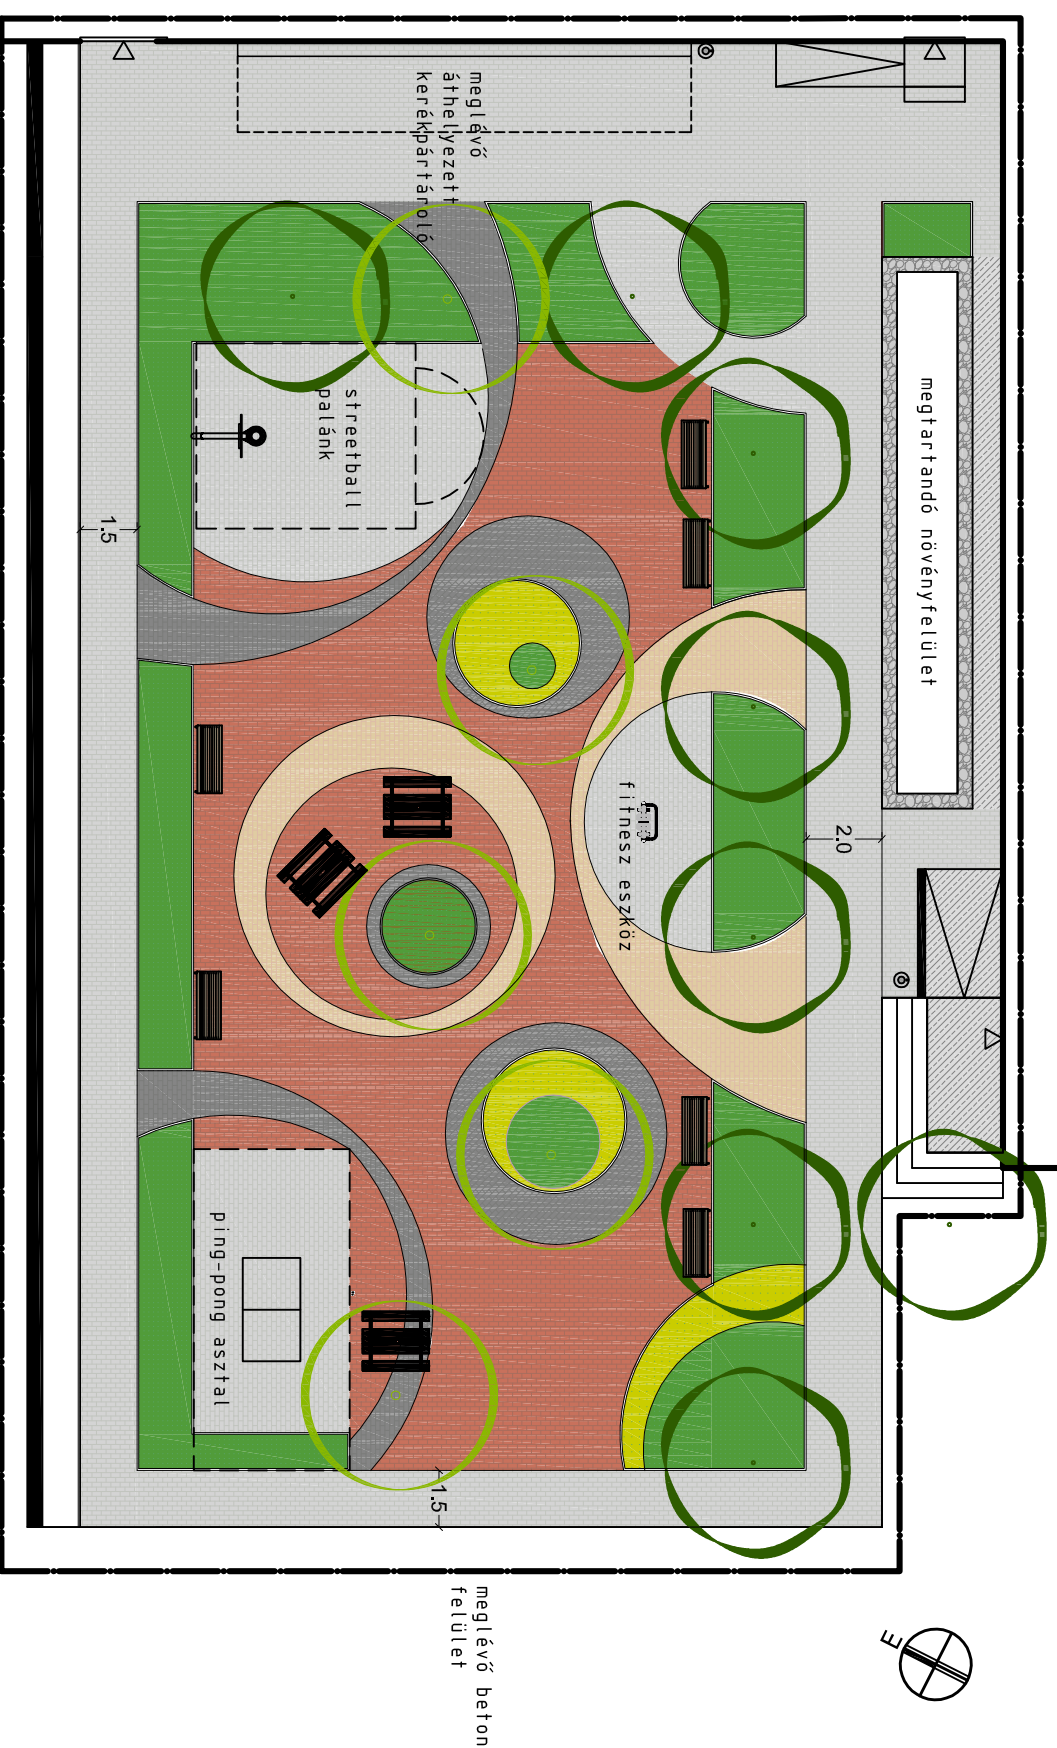 meglévő
áthelyezett
kerékpártároló
streetball
palánk
megtartandó növényfelület
1.5
2.0
fitnesz eszköz
ping-pong asztal
1.5
meglévő beton
felület
É